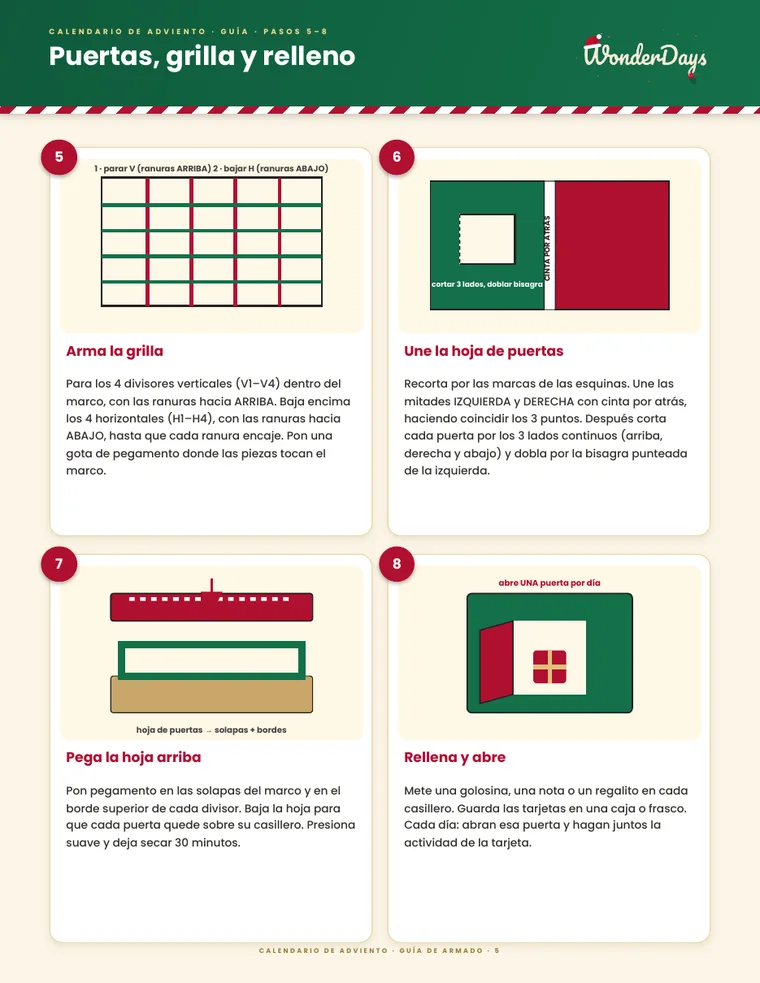 CALENDARIO DE ADVIENTO · GUÍA · PASOS 5–8
Puertas, grilla y relleno
WonderDays
5
1 · parar V (ranuras ARRIBA) 2 · bajar H (ranuras ABAJO)
Arma la grilla
Para los 4 divisores verticales (V1–V4) dentro del
marco, con las ranuras hacia ARRIBA. Baja encima
los 4 horizontales (H1–H4), con las ranuras hacia
ABAJO, hasta que cada ranura encaje. Pon una
gota de pegamento donde las piezas tocan el
marco.
6
CINTA POR ATRÁS
cortar 3 lados, doblar bisagra
Une la hoja de puertas
Recorta por las marcas de las esquinas. Une las
mitades IZQUIERDA y DERECHA con cinta por atrás,
haciendo coincidir los 3 puntos. Después corta
cada puerta por los 3 lados continuos (arriba,
derecha y abajo) y dobla por la bisagra punteada
de la izquierda.
7
hoja de puertas → solapas + bordes
Pega la hoja arriba
Pon pegamento en las solapas del marco y en el
borde superior de cada divisor. Baja la hoja para
que cada puerta quede sobre su casillero. Presiona
suave y deja secar 30 minutos.
8
abre UNA puerta por día
Rellena y abre
Mete una golosina, una nota o un regalito en cada
casillero. Guarda las tarjetas en una caja o frasco.
Cada día: abran esa puerta y hagan juntos la
actividad de la tarjeta.
CALENDARIO DE ADVIENTO · GUÍA DE ARMADO · 5